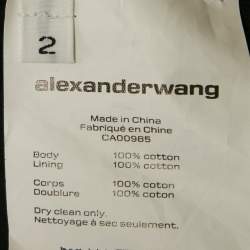 2
alexanderwang
Made in China
Fabriqué en Chine
CA00965
Body 100% cotton
Lining 100% cotton
Corps 100% coton
Doublure 100% coton
Dry clean only.
Nettoyage à sec seulement.